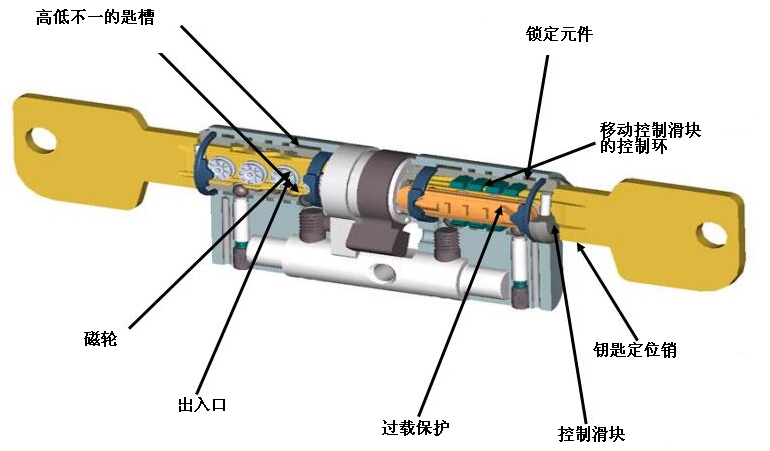 高低不一的匙槽
锁定元件
移动控制滑块
的控制环
磁轮
钥匙定位销
出入口
过载保护
控制滑块